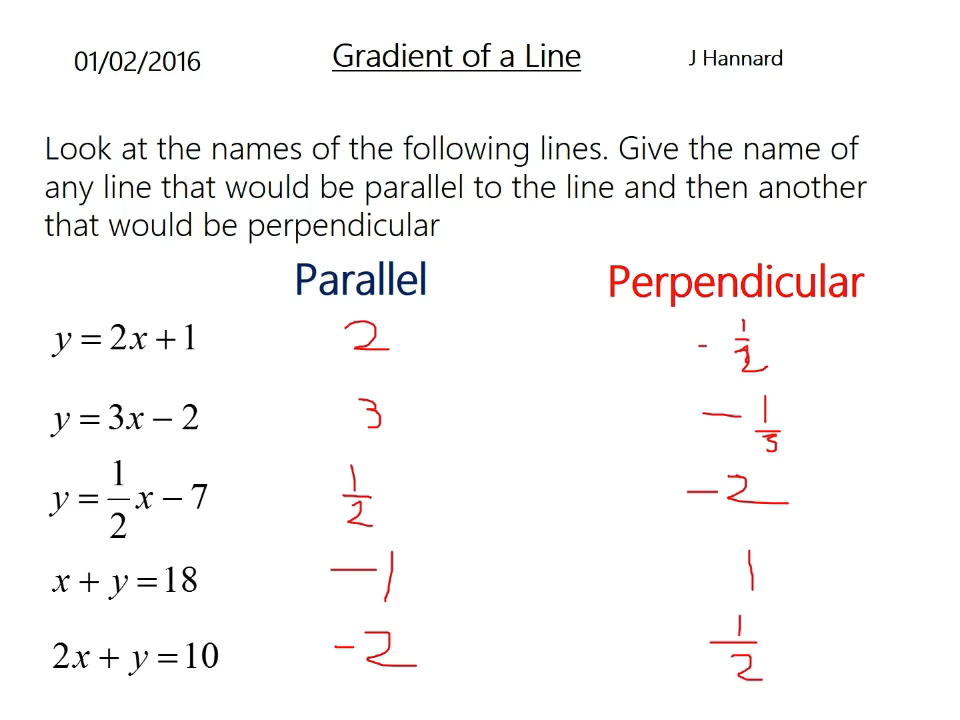 01/02/2016 Gradient of a Line J Hannard
Look at the names of the following lines. Give the name of
any line that would be parallel to the line and then another
that would be perpendicular
Parallel Perpendicular
y = 2x + 1 2 - 1/2
y = 3x − 2 3 - 1/3
y = 1/2 x − 7 1/2 -2
x + y = 18 -1 1
2x + y = 10 -2 1/2